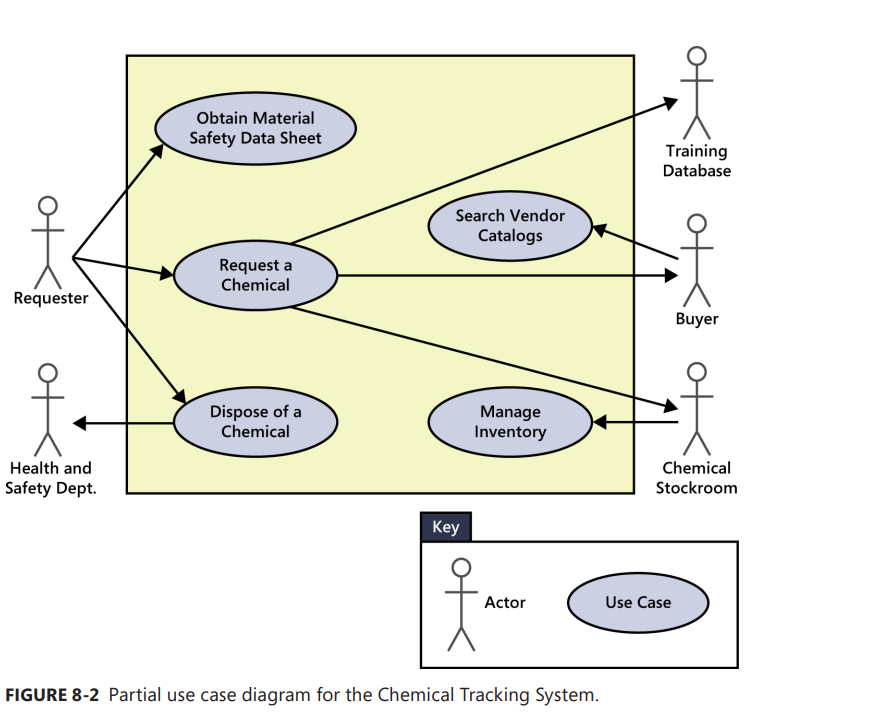 Obtain Material
Safety Data Sheet
Training
Database
Search Vendor
Catalogs
Request a
Chemical
Requester
Buyer
Dispose of a
Chemical
Manage
Inventory
Health and
Safety Dept.
Chemical
Stockroom
Key
Actor
Use Case
FIGURE 8-2 Partial use case diagram for the Chemical Tracking System.